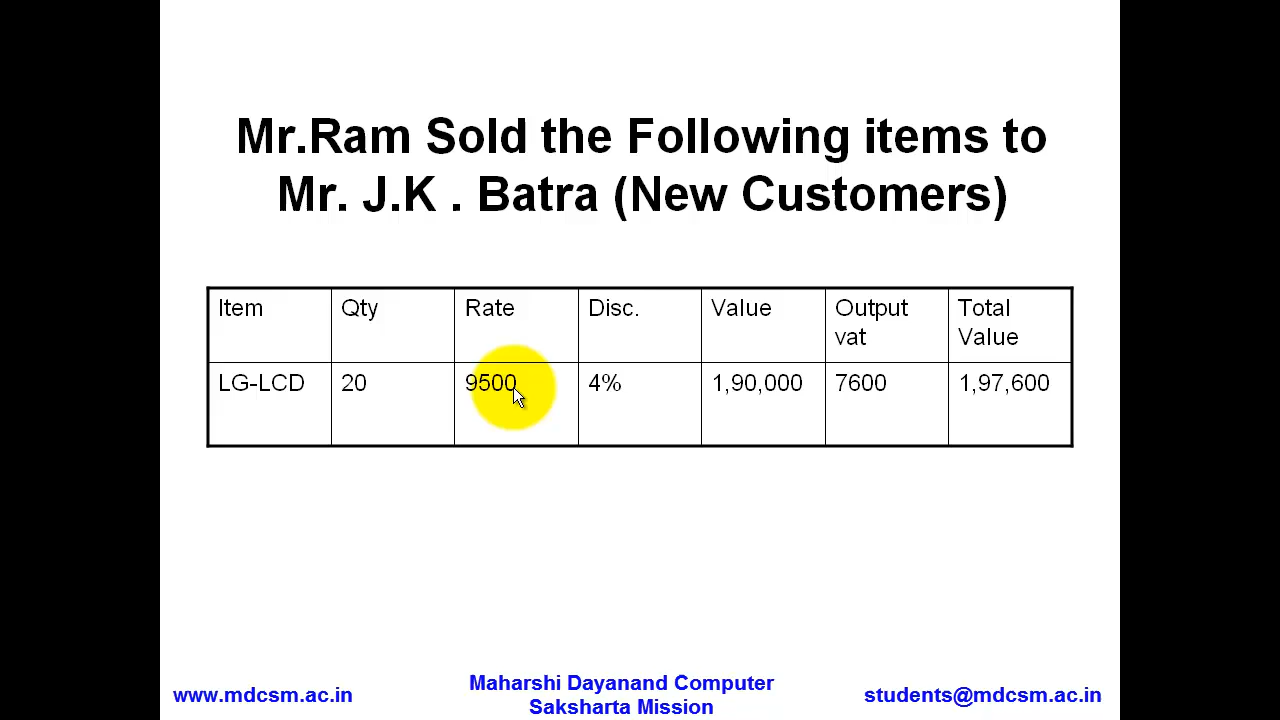 Mr.Ram Sold the Following items to
Mr. J.K . Batra (New Customers)
Item Qty Rate Disc. Value Output vat Total Value
LG-LCD 20 9500 4% 1,90,000 7600 1,97,600
www.mdcsm.ac.in
Maharshi Dayanand Computer
Saksharta Mission
students@mdcsm.ac.in